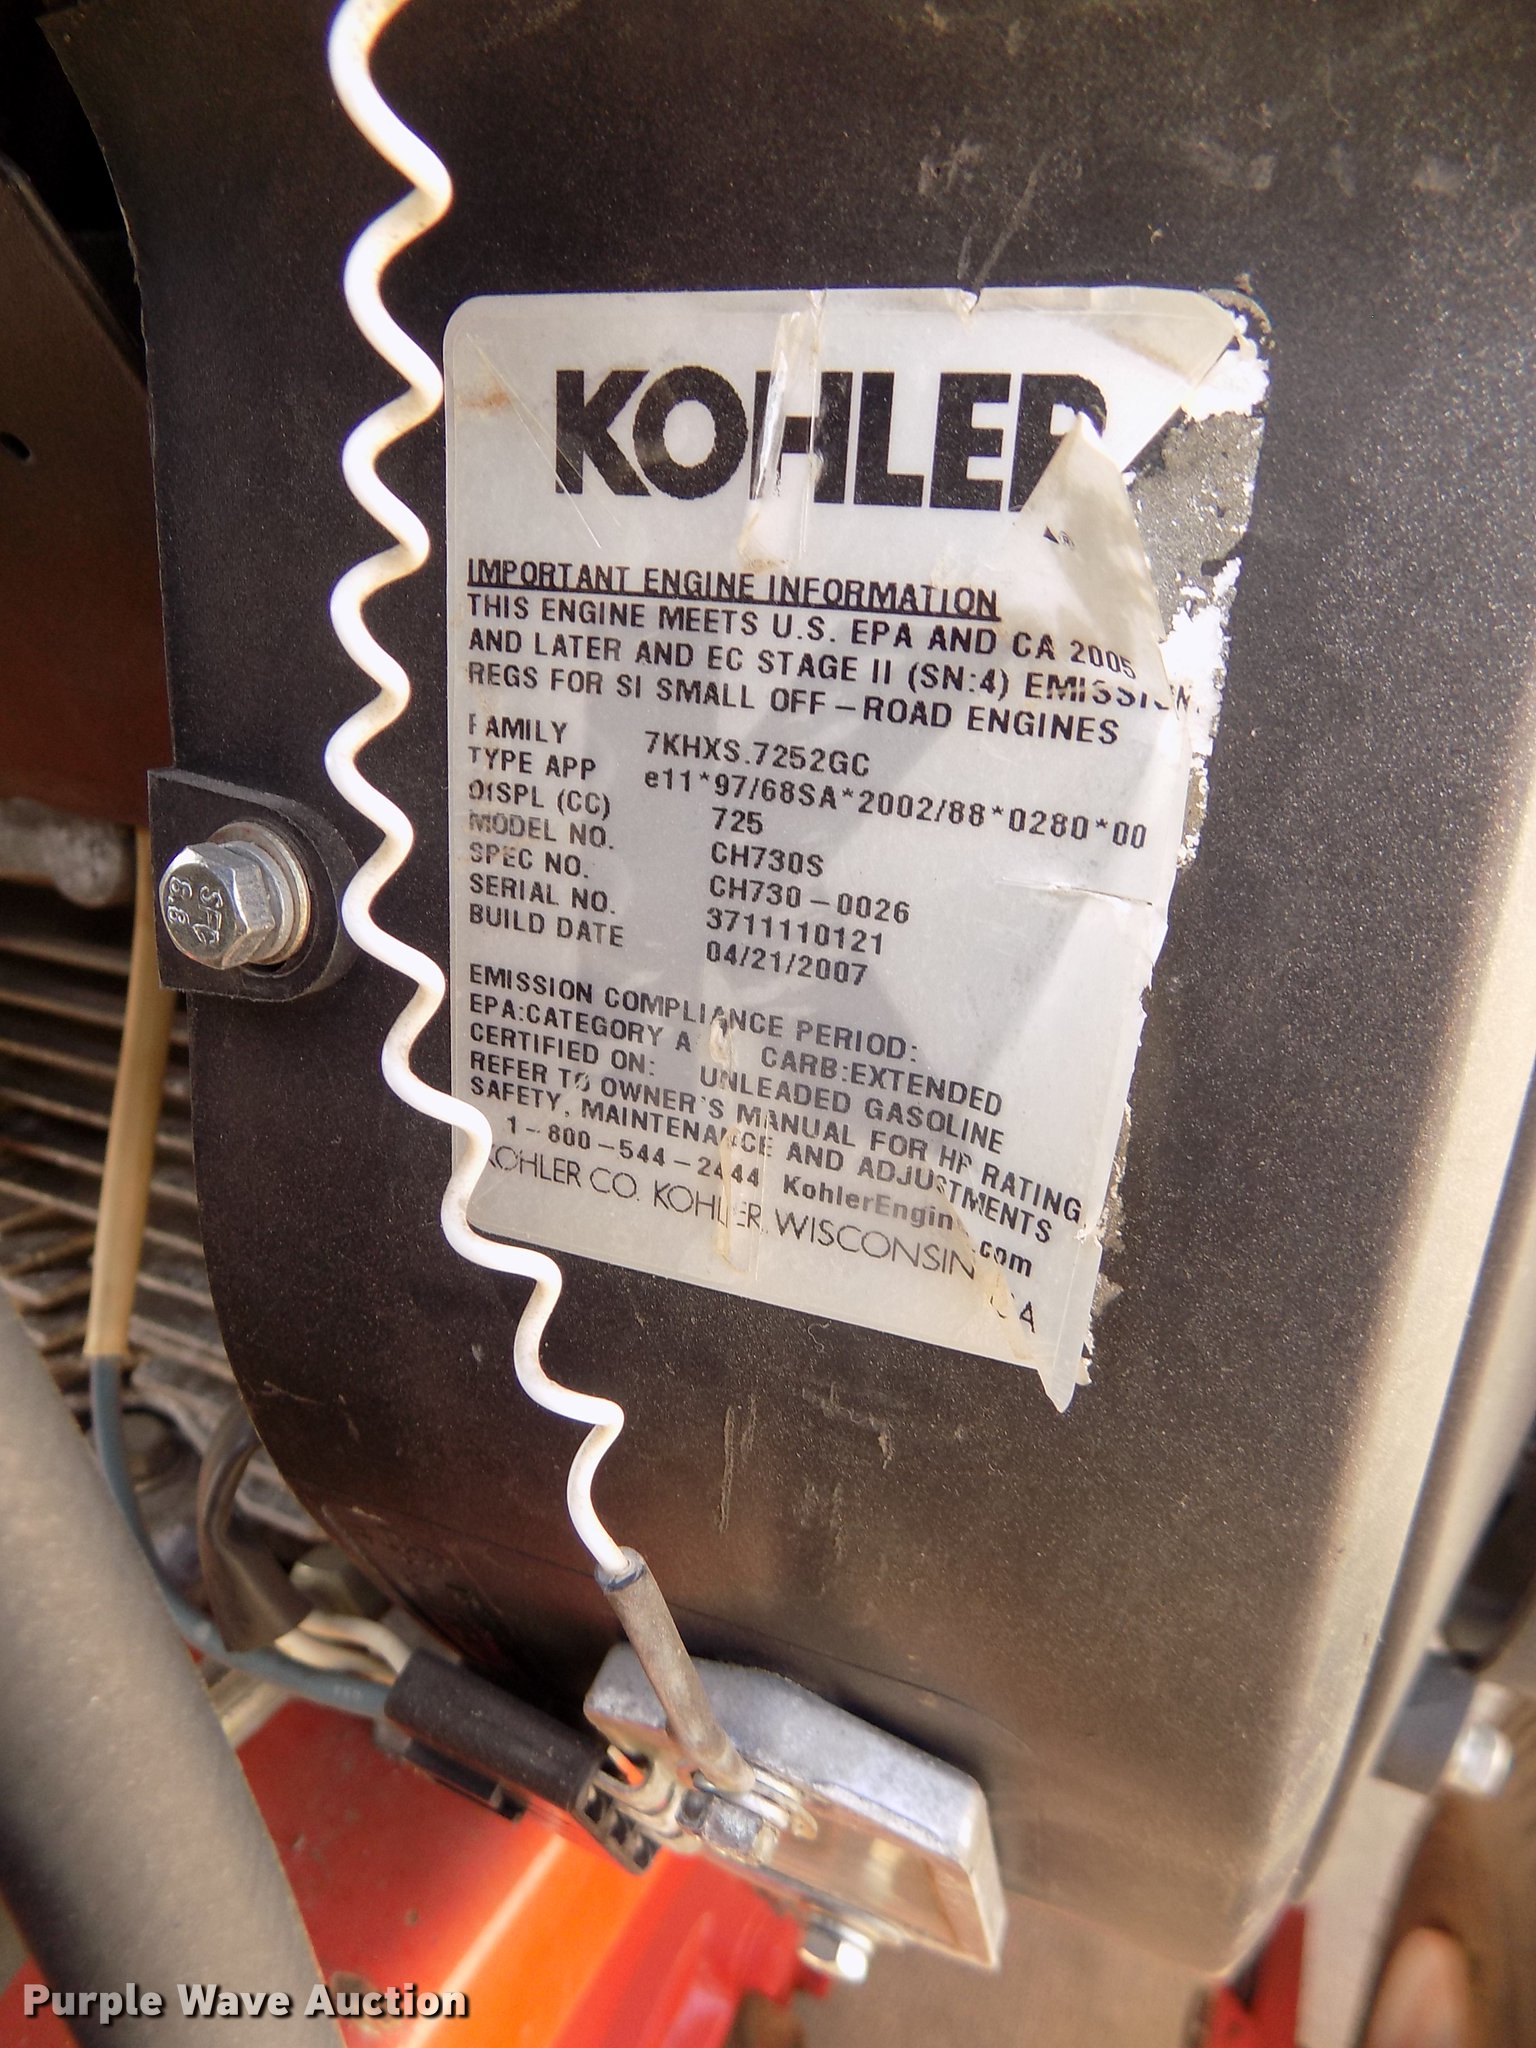 KOHLER
®
IMPORTANT ENGINE INFORMATION
THIS ENGINE MEETS U.S. EPA AND CA 2005
AND LATER AND EC STAGE II (SN:4) EMISSION
REGS FOR SI SMALL OFF-ROAD ENGINES
FAMILY 7KHXS.7252GC
TYPE APP e11*97/68SA*2002/88*0280*00
DISPL (CC) 725
MODEL NO. CH730S
SPEC NO. CH730-0026
SERIAL NO. 3711110121
BUILD DATE 04/21/2007
EMISSION COMPLIANCE PERIOD:
EPA:CATEGORY A CARB:EXTENDED
CERTIFIED ON: UNLEADED GASOLINE
REFER TO OWNER'S MANUAL FOR HP RATING
SAFETY, MAINTENANCE AND ADJUSTMENTS
1-800-544-2444 KohlerEngines.com
KOHLER CO. KOHLER, WISCONSIN USA
SFC
8.8
Purple Wave Auction